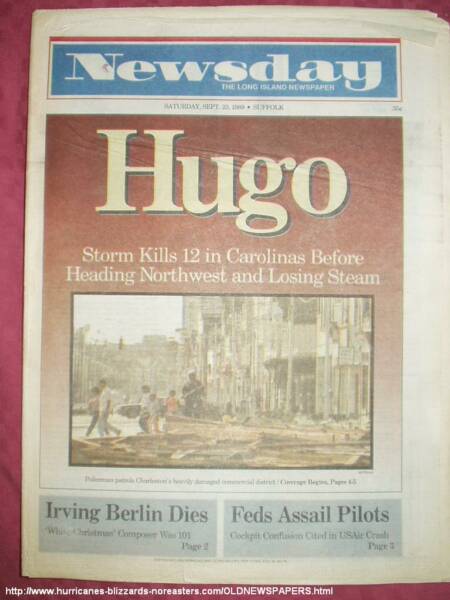 Newsday
THE LONG ISLAND NEWSPAPER
SATURDAY, SEPT. 23, 1989 • SUFFOLK
35¢
Hugo
Storm Kills 12 in Carolinas Before
Heading Northwest and Losing Steam
Policeman patrols Charleston's heavily damaged commercial district / Coverage Begins, Pages 4-5
Irving Berlin Dies
'White Christmas' Composer Was 101
Page 2
Feds Assail Pilots
Cockpit Confusion Cited in USAir Crash
Page 3
http://www.hurricanes-blizzards-noreasters.com/OLDNEWSPAPERS.html